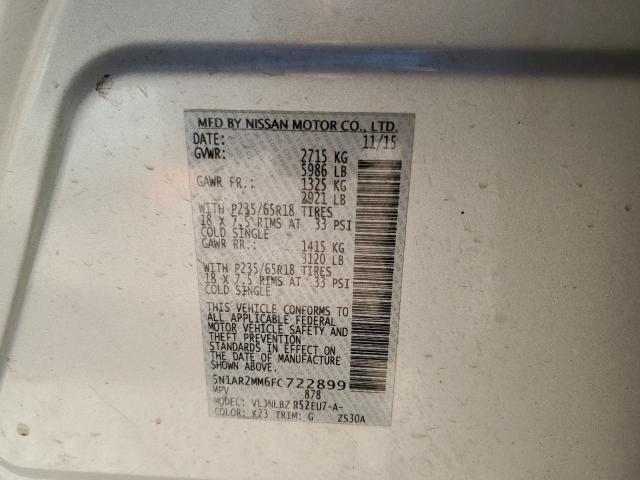 MFD BY NISSAN MOTOR CO., LTD.
DATE: 11/15
GVWR: 2715 KG
5986 LB
GAWR FR.: 1325 KG
2921 LB
WITH P235/65R18 TIRES
18 X 7.5 RIMS AT 33 PSI
COLD SINGLE
GAWR RR.: 1415 KG
3120 LB
WITH P235/65R18 TIRES
18 X 7.5 RIMS AT 33 PSI
COLD SINGLE
THIS VEHICLE CONFORMS TO
ALL APPLICABLE FEDERAL
MOTOR VEHICLE SAFETY AND
THEFT PREVENTION
STANDARDS IN EFFECT ON
THE DATE OF MANUFACTURE
SHOWN ABOVE.
5N1AR2MM6FC722899
MPV 878
MODEL: VLJNLBZ R52EU7-A-
COLOR: K23 TRIM: G ZS30A